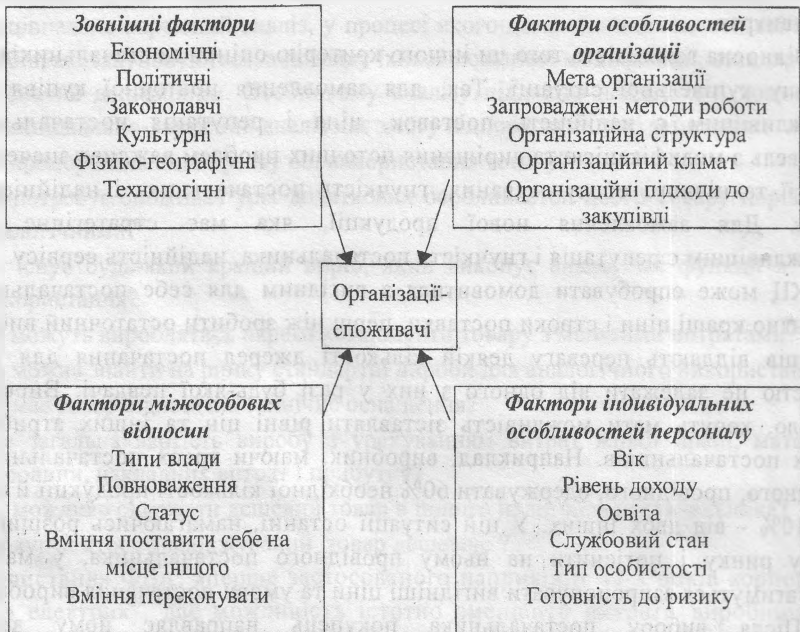 Зовнішні фактори
Економічні
Політичні
Законодавчі
Культурні
Фізико-географічні
Технологічні
Фактори особливостей
організації
Мета організації
Запроваджені методи роботи
Організаційна структура
Організаційний клімат
Організаційні підходи до
закупівлі
Організації-
споживачі
Фактори міжособових
відносин
Типи влади
Повноваження
Статус
Вміння поставити себе на
місце іншого
Вміння переконувати
Фактори індивідуальних
особливостей персоналу
Вік
Рівень доходу
Освіта
Службовий стан
Тип особистості
Готовність до ризику